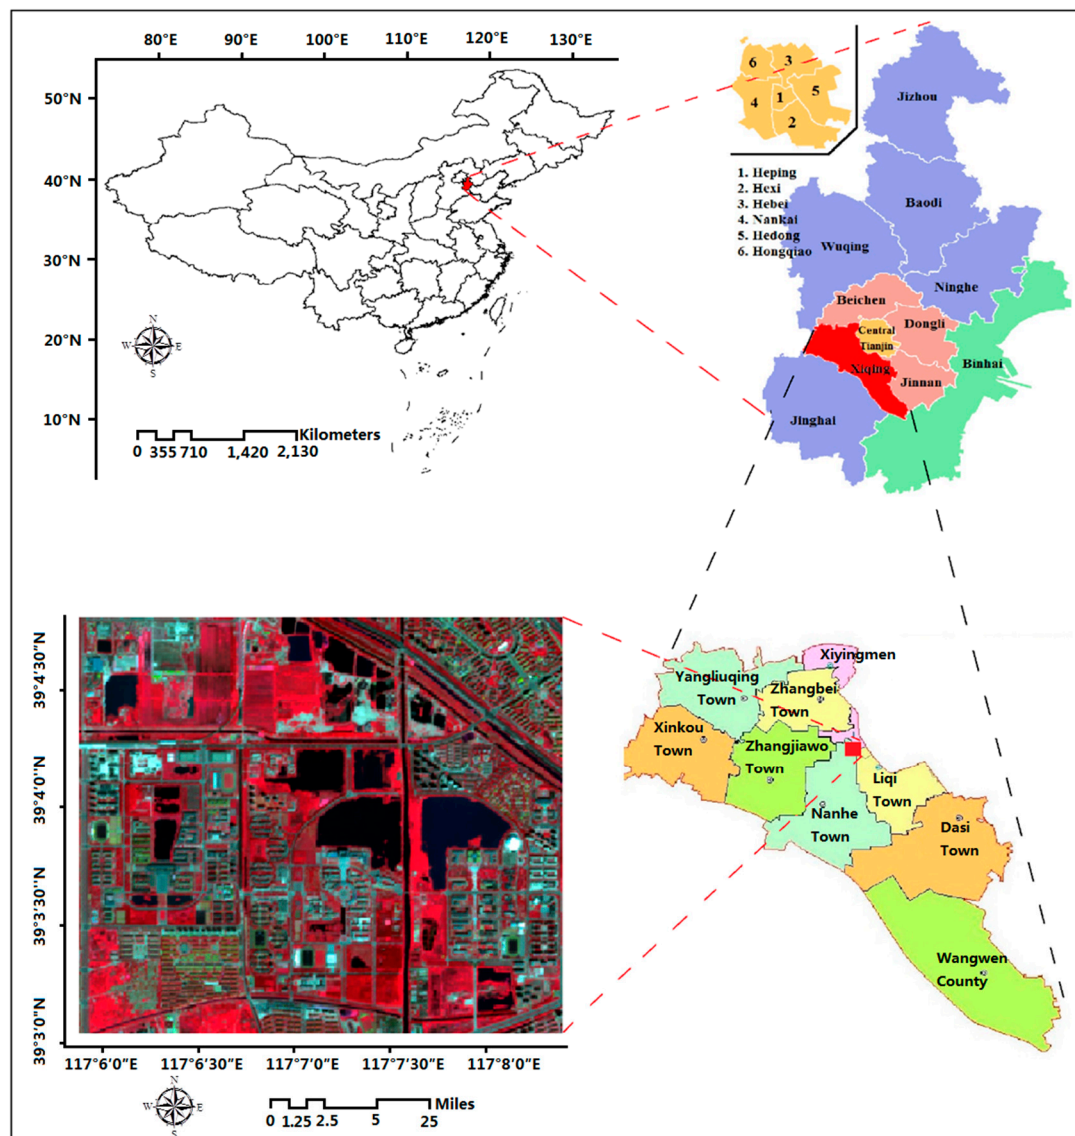 80°E 90°E 100°E 110°E 120°E 130°E
50°N
40°N
30°N
20°N
10°N
N
W E
S
Kilometers
0 355 710 1,420 2,130
6 3
5
1
4
2
1. Heping
2. Hexi
3. Hebei
4. Nankai
5. Hedong
6. Hongqiao
Jizhou
Baodi
Wuqing
Ninghe
Beichen
Dongli
Central
Tianjin
Binhai
Xiqing
Jinnan
Jinghai
39°4'30"N
39°4'0"N
39°3'30"N
39°3'0"N
117°6'0"E 117°6'30"E 117°7'0"E 117°7'30"E 117°8'0"E
N
W E
S
Miles
0 1.25 2.5 5 25
Xiyingmen
Yangliuqing
Town
Zhangbei
Town
Xinkou
Town
Zhangjiawo
Town
Liqi
Town
Nanhe
Town
Dasi
Town
Wangwen
County